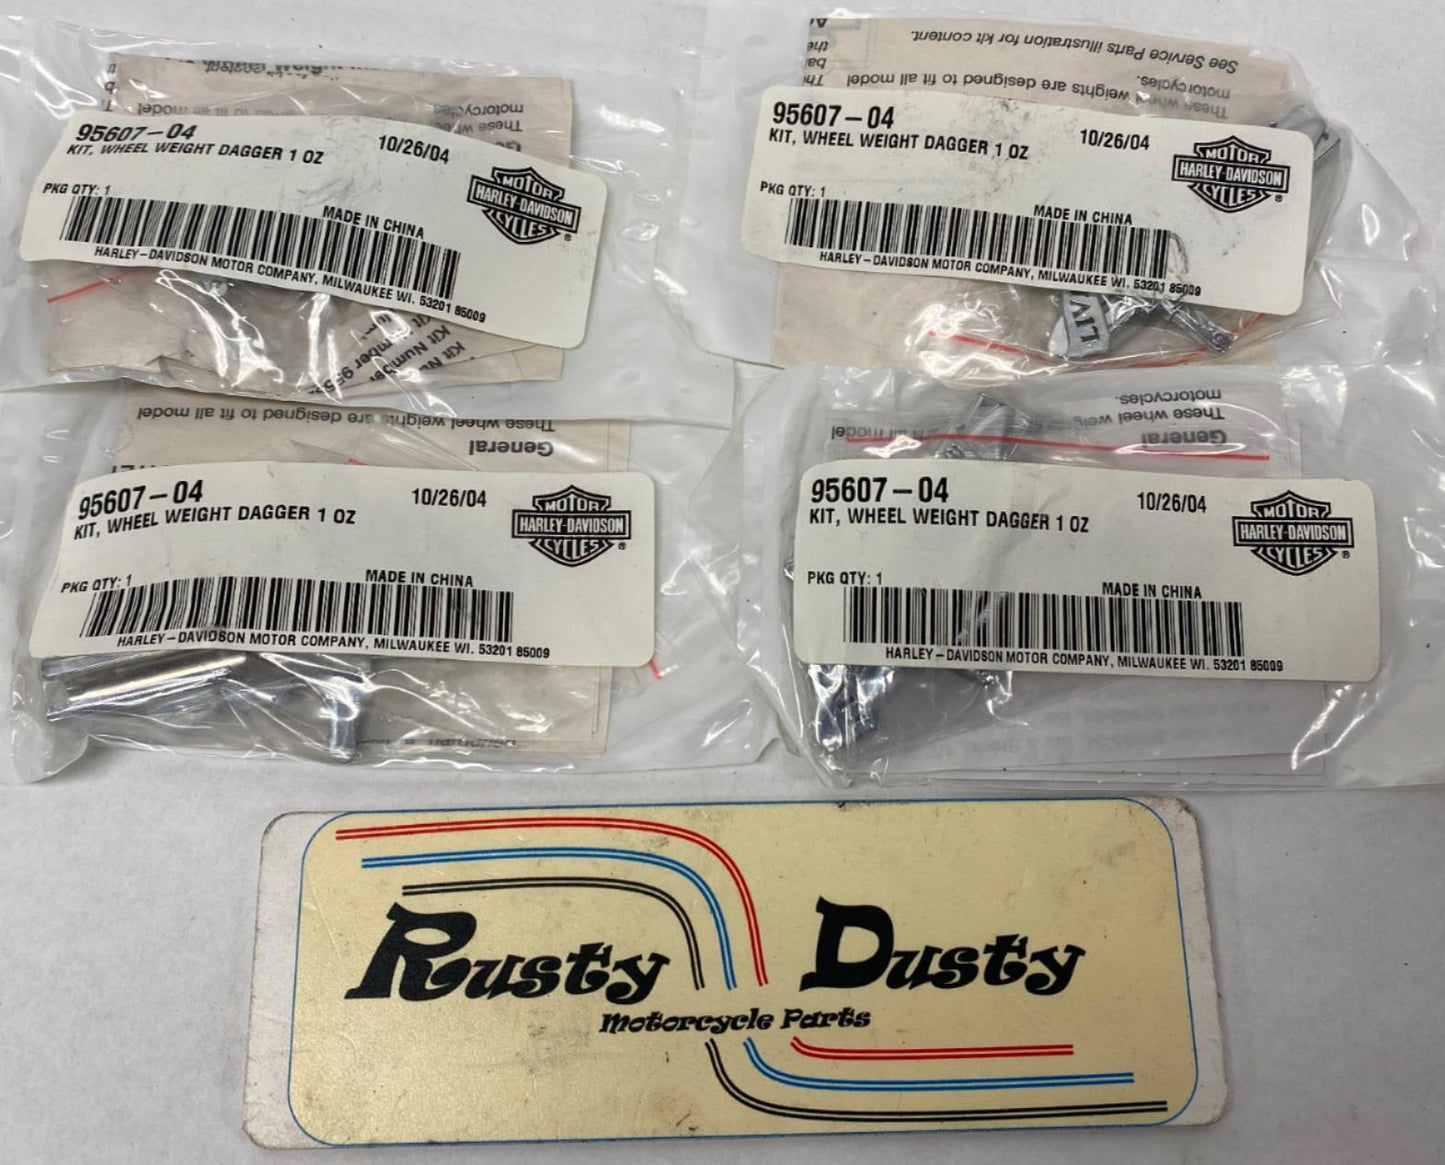 These wheel
motorcycles
95607-04
10/26/04
KIT, WHEEL WEIGHT DAGGER 1 OZ
PKG QTY: 1
MADE IN CHINA
HARLEY-DAVIDSON MOTOR COMPANY, MILWAUKEE WI. 53201 85009
MOTOR
HARLEY-DAVIDSON
CYCLES
®
Kit Number
See Service Parts illustration for kit content.
These wheel weights are designed to fit all model
motorcycles.
95607-04
10/26/04
KIT, WHEEL WEIGHT DAGGER 1 OZ
PKG QTY: 1
MADE IN CHINA
HARLEY-DAVIDSON MOTOR COMPANY, MILWAUKEE WI. 53201 85009
MOTOR
HARLEY-DAVIDSON
CYCLES
®
General
These wheel weights are designed to fit all model
95607-04
10/26/04
KIT, WHEEL WEIGHT DAGGER 1 OZ
PKG QTY: 1
MADE IN CHINA
HARLEY-DAVIDSON MOTOR COMPANY, MILWAUKEE WI. 53201 85009
MOTOR
HARLEY-DAVIDSON
CYCLES
®
General
These wheel weights fit all model
motorcycles.
95607-04
10/26/04
KIT, WHEEL WEIGHT DAGGER 1 OZ
PKG QTY: 1
MADE IN CHINA
HARLEY-DAVIDSON MOTOR COMPANY, MILWAUKEE WI. 53201 85009
MOTOR
HARLEY-DAVIDSON
CYCLES
®
Rusty Dusty
Motorcycle Parts